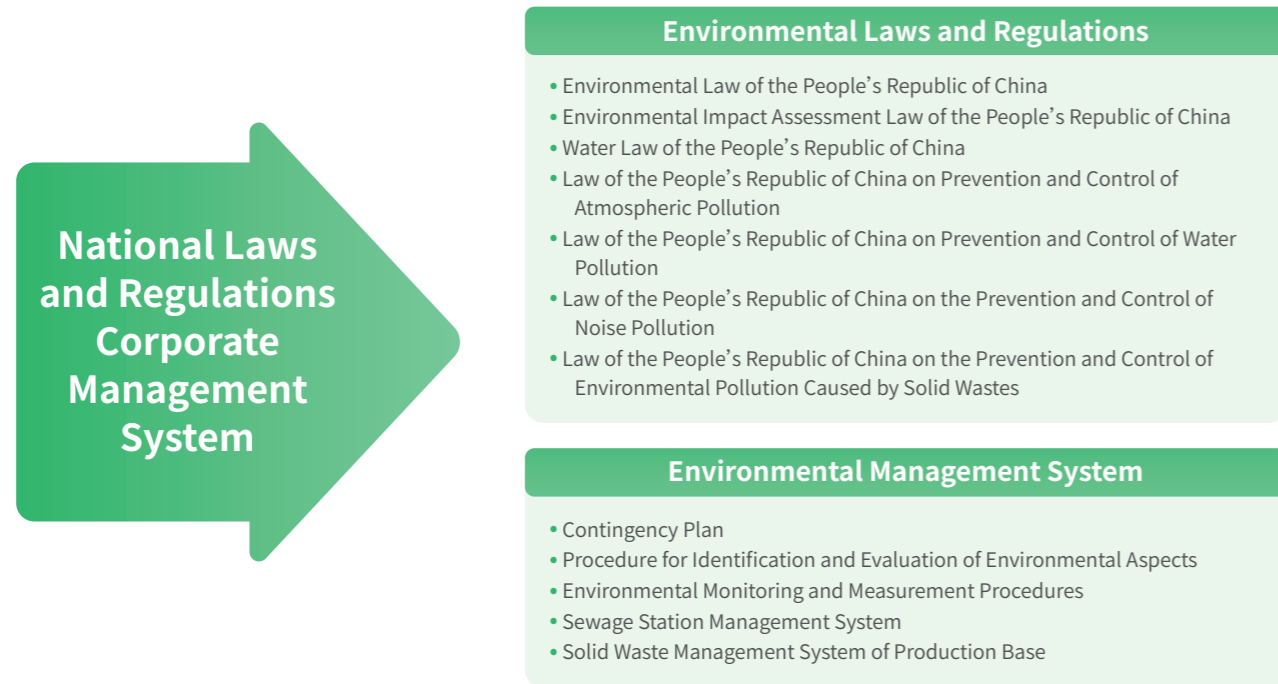 National Laws
and Regulations
Corporate
Management
System
Environmental Laws and Regulations
• Environmental Law of the People’s Republic of China
• Environmental Impact Assessment Law of the People’s Republic of China
• Water Law of the People’s Republic of China
• Law of the People’s Republic of China on Prevention and Control of
Atmospheric Pollution
• Law of the People’s Republic of China on Prevention and Control of Water
Pollution
• Law of the People’s Republic of China on the Prevention and Control of
Noise Pollution
• Law of the People’s Republic of China on the Prevention and Control of
Environmental Pollution Caused by Solid Wastes
Environmental Management System
• Contingency Plan
• Procedure for Identification and Evaluation of Environmental Aspects
• Environmental Monitoring and Measurement Procedures
• Sewage Station Management System
• Solid Waste Management System of Production Base